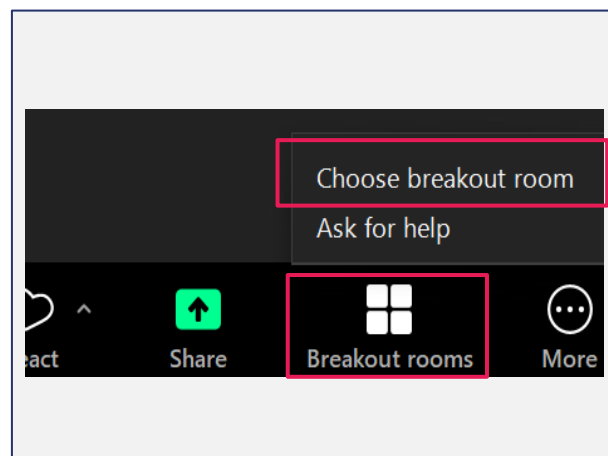 Choose breakout room
Ask for help
eact
Share
Breakout rooms
More